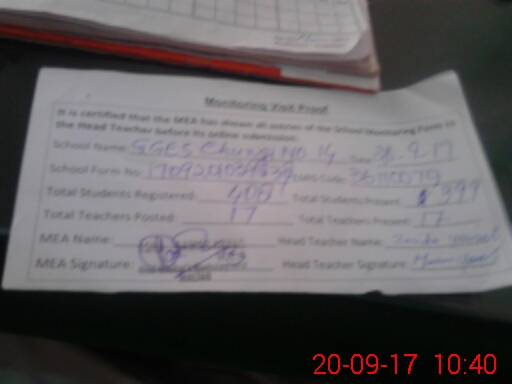 Monitoring Visit Proof
It is certified that the MEA has shown all entries of the School Monitoring Form to
the Head Teacher before its online submission.
School Name: GGES Chungi NO 14 Date: 20.9.17
School Form No: Code: 36110079
Total Students Registered: 400 Total Students Present: 399
Total Teachers Posted: 17 Total Teachers Present: 17
MEA Name: Head Teacher Name:
MEA Signature: Head Teacher Signature:
20-09-17 10:40